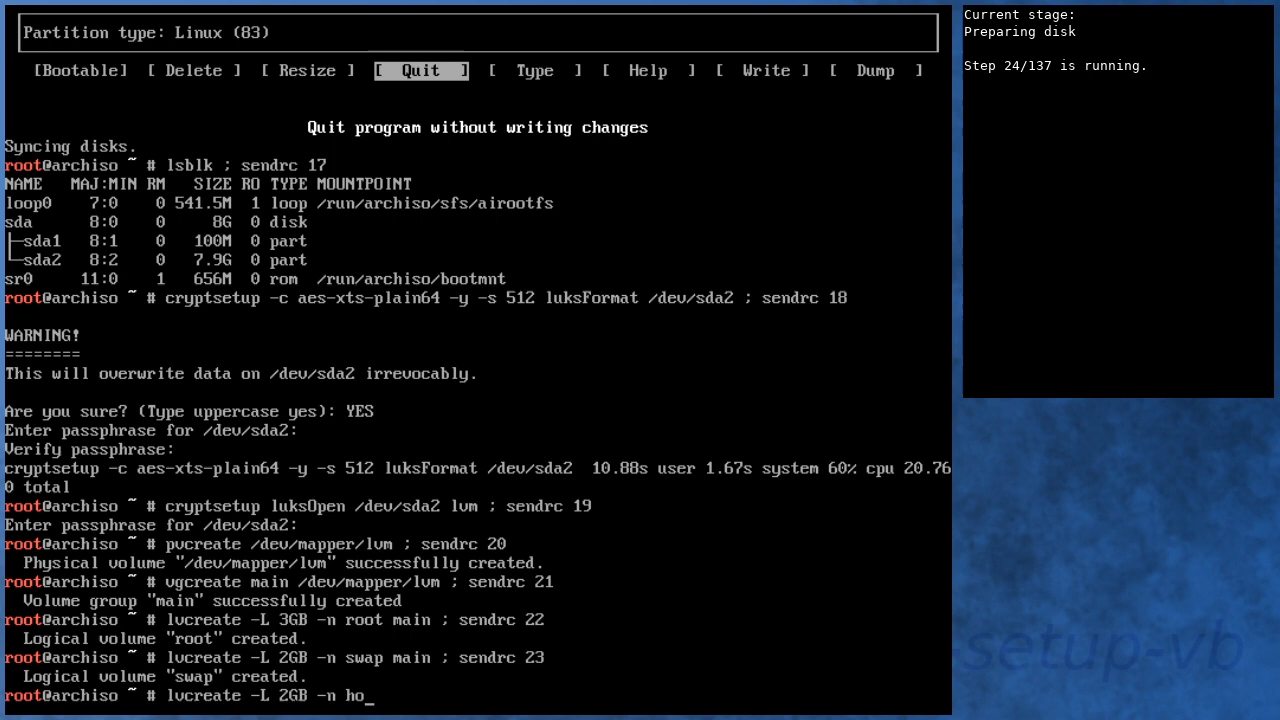 Partition type: Linux (83)
[Bootable] [ Delete ] [ Resize ] [ Quit ] [ Type ] [ Help ] [ Write ] [ Dump ]
Quit program without writing changes
Syncing disks.
root@archiso ~ # lsblk ; sendrc 17
NAME MAJ:MIN RM SIZE RO TYPE MOUNTPOINT
loop0 7:0 0 541.5M 1 loop /run/archiso/sfs/airootfs
sda 8:0 0 8G 0 disk
├─sda1 8:1 0 100M 0 part
└─sda2 8:2 0 7.9G 0 part
sr0 11:0 1 656M 0 rom /run/archiso/bootmnt
root@archiso ~ # cryptsetup -c aes-xts-plain64 -y -s 512 luksFormat /dev/sda2 ; sendrc 18
WARNING!
========
This will overwrite data on /dev/sda2 irrevocably.
Are you sure? (Type uppercase yes): YES
Enter passphrase for /dev/sda2:
Verify passphrase:
cryptsetup -c aes-xts-plain64 -y -s 512 luksFormat /dev/sda2 10.88s user 1.67s system 60% cpu 20.76
0 total
root@archiso ~ # cryptsetup luksOpen /dev/sda2 lvm ; sendrc 19
Enter passphrase for /dev/sda2:
root@archiso ~ # pvcreate /dev/mapper/lvm ; sendrc 20
Physical volume "/dev/mapper/lvm" successfully created.
root@archiso ~ # vgcreate main /dev/mapper/lvm ; sendrc 21
Volume group "main" successfully created
root@archiso ~ # lvcreate -L 3GB -n root main ; sendrc 22
Logical volume "root" created.
root@archiso ~ # lvcreate -L 2GB -n swap main ; sendrc 23
Logical volume "swap" created.
root@archiso ~ # lvcreate -L 2GB -n ho_
Current stage:
Preparing disk
Step 24/137 is running.
-setup-vb